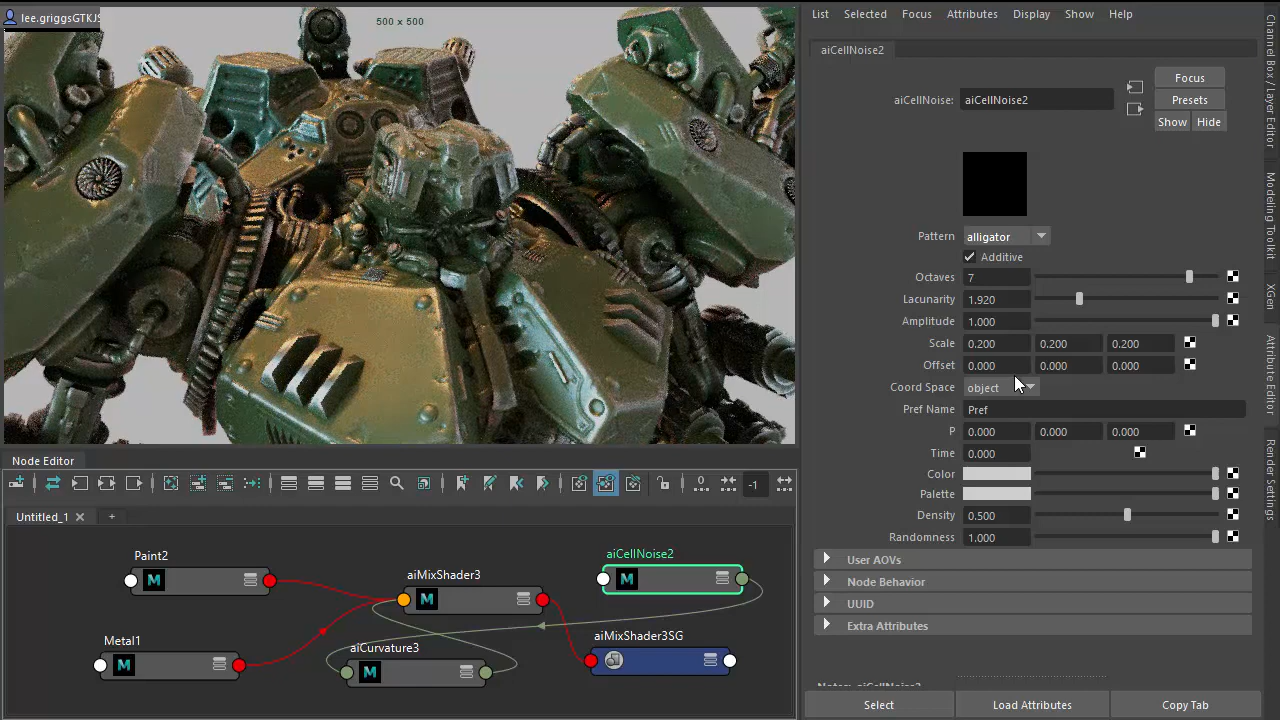 lee.griggsGTKJS
500 x 500
List Selected Focus Attributes Display Show Help
aiCellNoise2
aiCellNoise: aiCellNoise2
Focus
Presets
Show Hide
Pattern alligator
Additive
Octaves 7
Lacunarity 1.920
Amplitude 1.000
Scale 0.200 0.200 0.200
Offset 0.000 0.000 0.000
Coord Space object
Pref Name Pref
P 0.000 0.000 0.000
Time 0.000
Color
Palette
Density 0.500
Randomness 1.000
User AOVs
Node Behavior
UUID
Extra Attributes
Notes: aiCellNoise2
Select Load Attributes Copy Tab
Channel Box / Layer Editor
Modeling Toolkit
XGen
Attribute Editor
Render Settings
Node Editor
-1
Untitled_1
Paint2
M
aiCellNoise2
M
aiMixShader3
M
Metal1
M
aiCurvature3
M
aiMixShader3SG